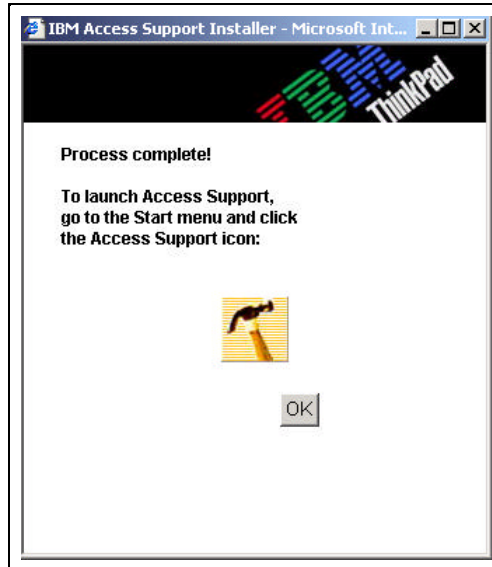 IBM Access Support Installer - Microsoft Int...
IBM
ThinkPad
Process complete!
To launch Access Support,
go to the Start menu and click
the Access Support icon:
OK